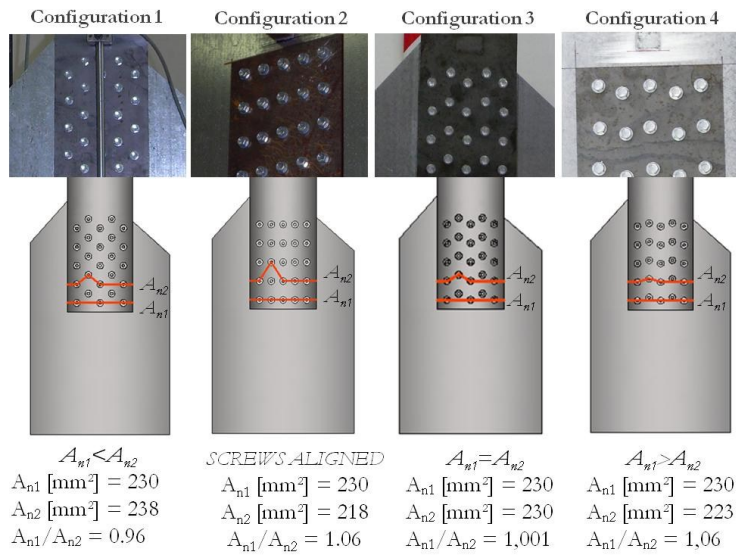 Configuration 1
Configuration 2
Configuration 3
Configuration 4
An2
An1
An2
An1
An2
An1
An2
An1
An1<An2
An1 [mm²] = 230
An2 [mm²] = 238
An1/An2 = 0.96
SCREWS ALIGNED
An1 [mm²] = 230
An2 [mm²] = 218
An1/An2 = 1.06
An1=An2
An1 [mm²] = 230
An2 [mm²] = 230
An1/An2 = 1,001
An1>An2
An1 [mm²] = 230
An2 [mm²] = 223
An1/An2 = 1,06